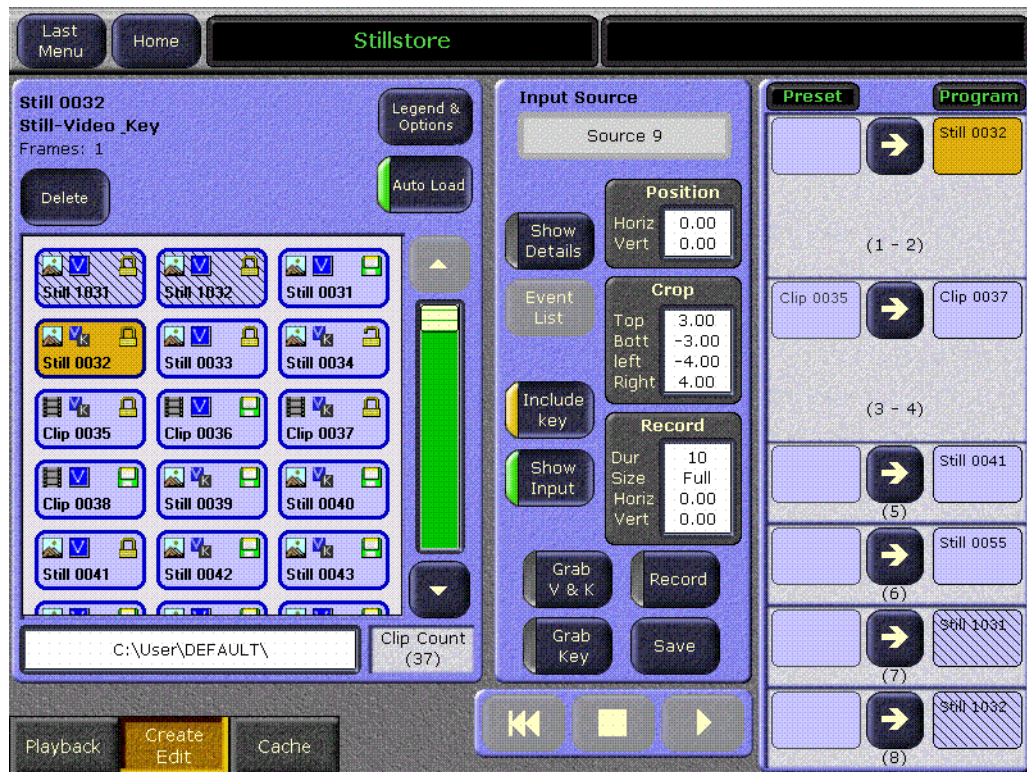 Last
Menu
Home
Stillstore
Still 0032
Still-Video_Key
Frames: 1
Legend &
Options
Auto Load
Delete
Still 1831
Still 1832
Still 0031
Still 0032
Still 0033
Still 0034
Clip 0035
Clip 0036
Clip 0037
Clip 0038
Still 0039
Still 0040
Still 0041
Still 0042
Still 0043
C:\User\DEFAULT\
Clip Count
(37)
Input Source
Source 9
Show
Details
Event
List
Include
key
Show
Input
Position
Horiz 0.00
Vert 0.00
Crop
Top 3.00
Bott -3.00
left -4.00
Right 4.00
Record
Dur 10
Size Full
Horiz 0.00
Vert 0.00
Grab
V & K
Record
Grab
Key
Save
Preset
Program
Still 0032
(1 - 2)
Clip 0035
Clip 0037
(3 - 4)
Still 0041
(5)
Still 0055
(6)
Still 1031
(7)
Still 1032
(8)
Playback
Create
Edit
Cache